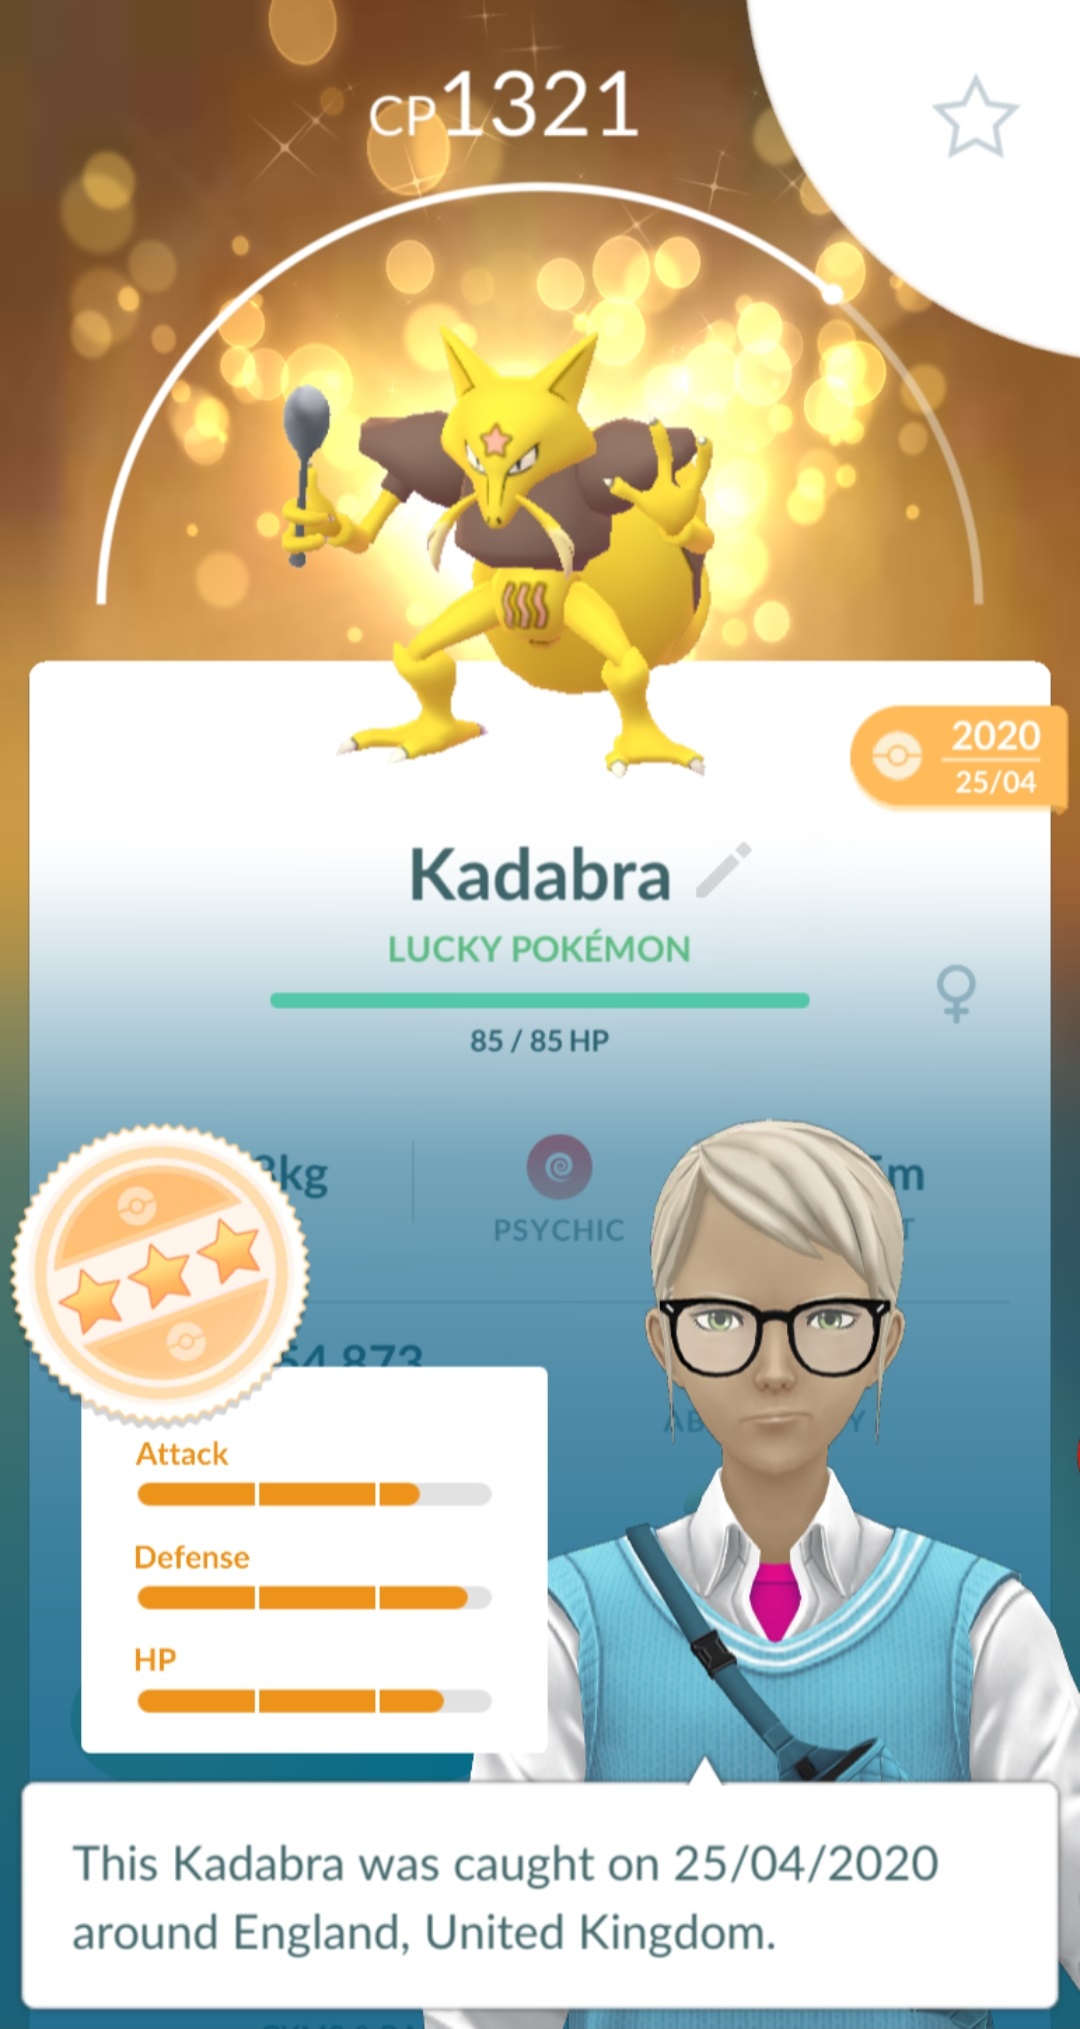 CP1321
2020
25/04
Kadabra
LUCKY POKÉMON
85 / 85 HP
PSYCHIC
Attack
Defense
HP
This Kadabra was caught on 25/04/2020
around England, United Kingdom.